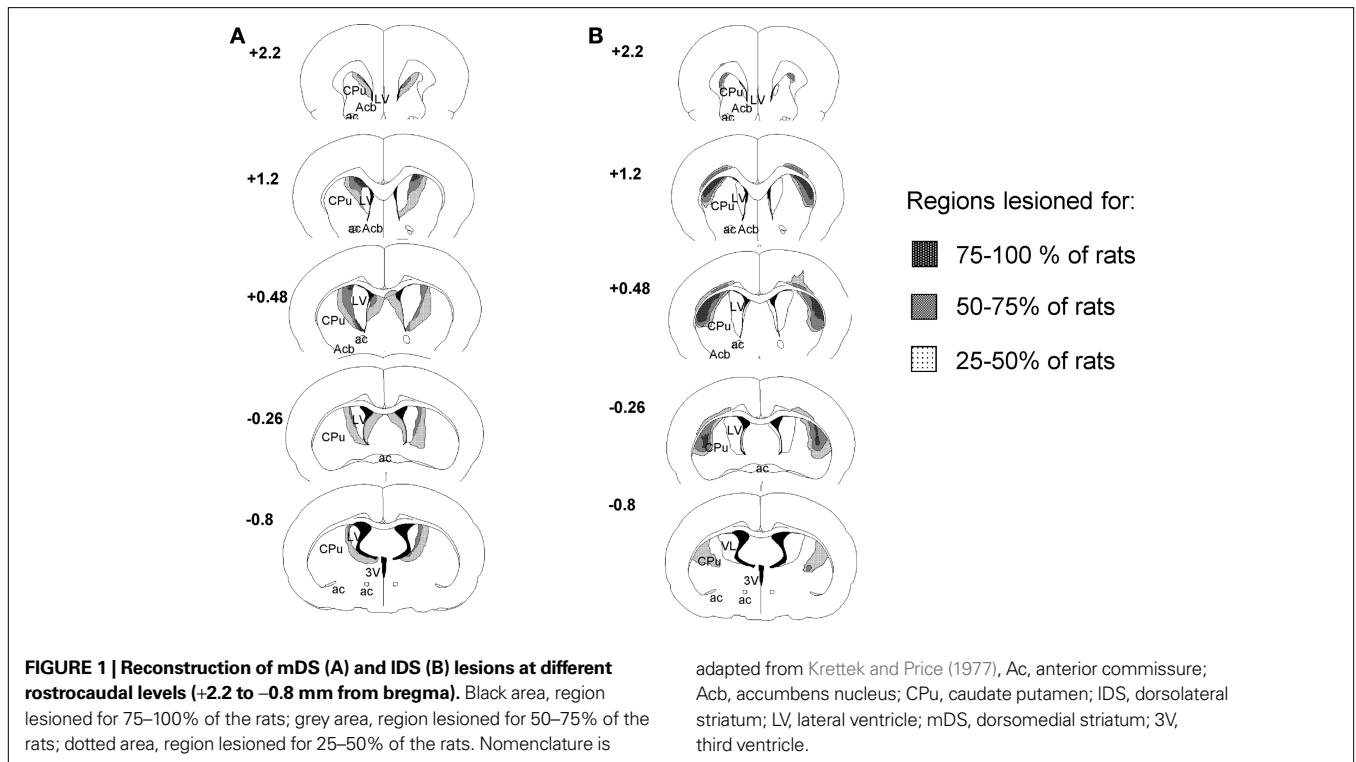 A
+2.2
CPu
LV
Acb
ac
+1.2
CPu
LV
ac
Acb
+0.48
LV
CPu
ac
Acb
-0.26
LV
CPu
ac
-0.8
LV
CPu
3V
ac
ac
B
+2.2
CPu
LV
Acb
ac
+1.2
LV
CPu
ac Acb
+0.48
LV
CPu
ac
Acb
-0.26
LV
CPu
ac
-0.8
VL
CPu
3V
ac
ac
Regions lesioned for:
75-100 % of rats
50-75% of rats
25-50% of rats
FIGURE 1 | Reconstruction of mDS (A) and lDS (B) lesions at different
rostrocaudal levels (+2.2 to −0.8 mm from bregma). Black area, region
lesioned for 75–100% of the rats; grey area, region lesioned for 50–75% of the
rats; dotted area, region lesioned for 25–50% of the rats. Nomenclature is
adapted from Krettek and Price (1977), Ac, anterior commissure;
Acb, accumbens nucleus; CPu, caudate putamen; lDS, dorsolateral
striatum; LV, lateral ventricle; mDS, dorsomedial striatum; 3V,
third ventricle.